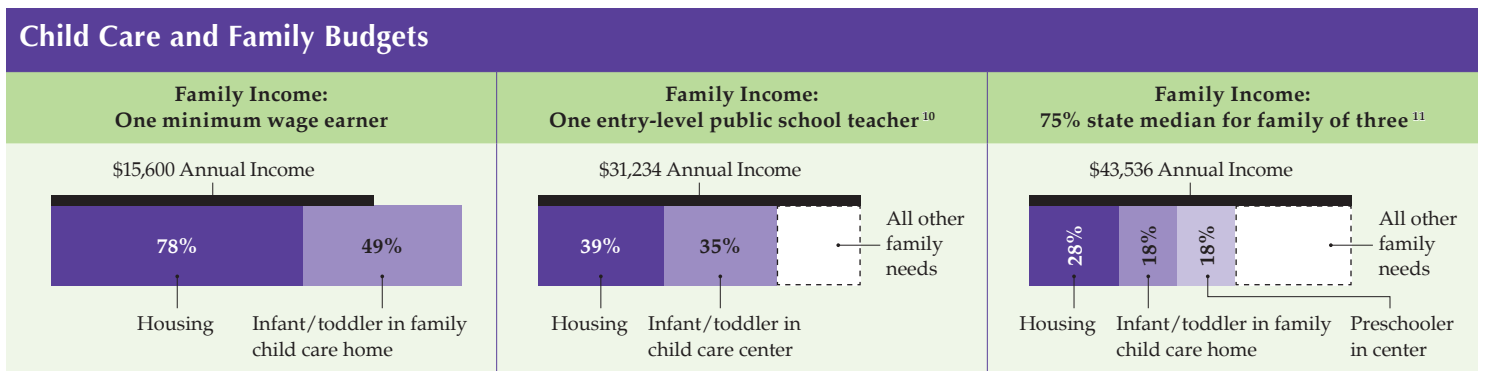 Child Care and Family Budgets
Family Income:
One minimum wage earner
$15,600 Annual Income
78%
49%
Housing
Infant/toddler in family
child care home
Family Income:
One entry-level public school teacher 10
$31,234 Annual Income
39%
35%
All other
family
needs
Housing
Infant/toddler in
child care center
Family Income:
75% state median for family of three 11
$43,536 Annual Income
28%
18%
18%
All other
family
needs
Housing
Infant/toddler in family
child care home
Preschooler
in center